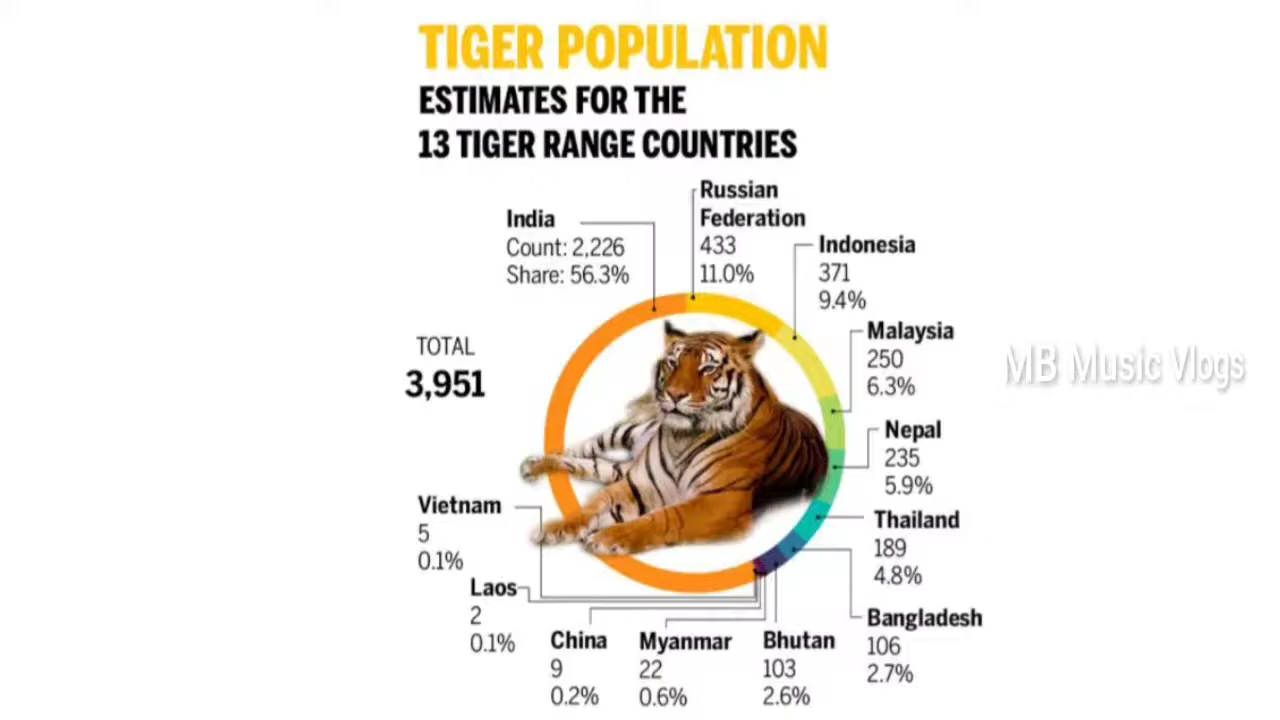 TIGER POPULATION
ESTIMATES FOR THE
13 TIGER RANGE COUNTRIES
Russian
Federation
433
11.0%
India
Count: 2,226
Share: 56.3%
Indonesia
371
9.4%
Malaysia
250
6.3%
TOTAL
3,951
MB Music Vlogs
Nepal
235
5.9%
Thailand
189
4.8%
Vietnam
5
0.1%
Laos
2
0.1%
China
9
0.2%
Myanmar
22
0.6%
Bhutan
103
2.6%
Bangladesh
106
2.7%